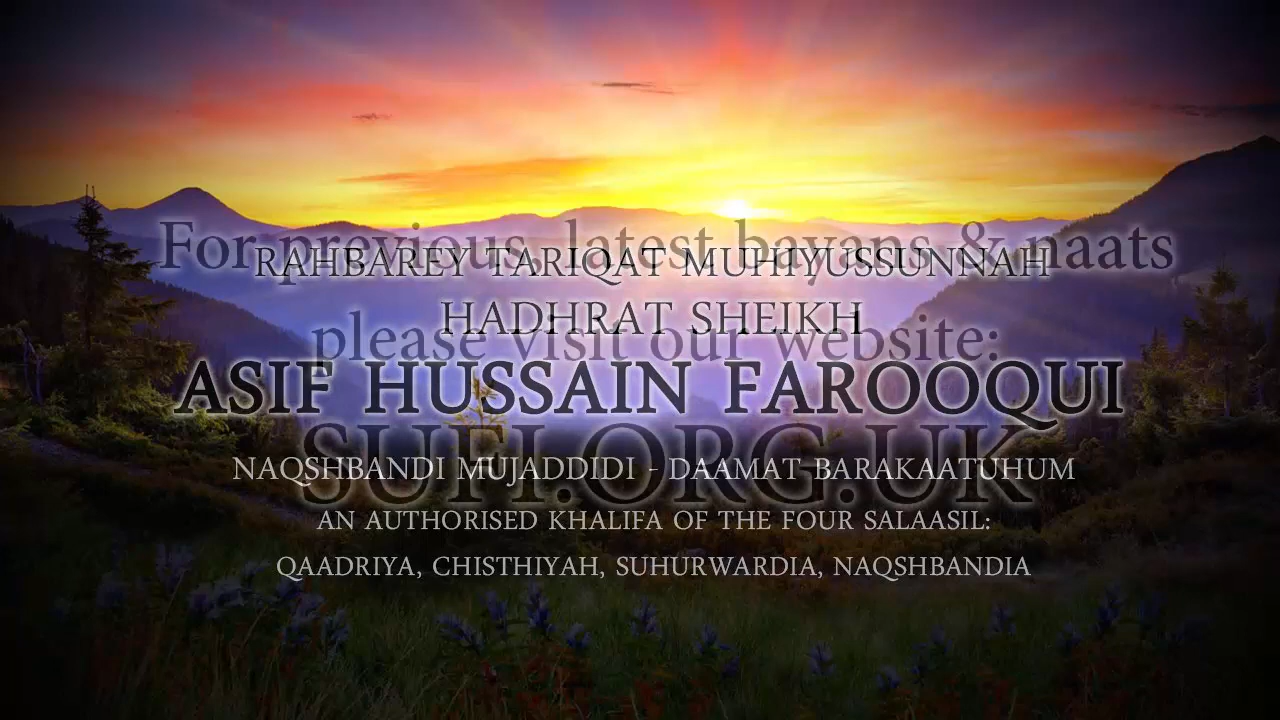 For previous, latest bayans & naats
RAHBAREY TARIQAT MUHIYUSSUNNAH
HADHRAT SHEIKH
please visit our website:
ASIF HUSSAIN FAROOQUI
SUFI.ORG.UK
NAQSHBANDI MUJADDIDI - DAAMAT BARAKAATUHUM
AN AUTHORISED KHALIFA OF THE FOUR SALAASIL:
QAADRIYA, CHISTHIYAH, SUHURWARDIA, NAQSHBANDIA